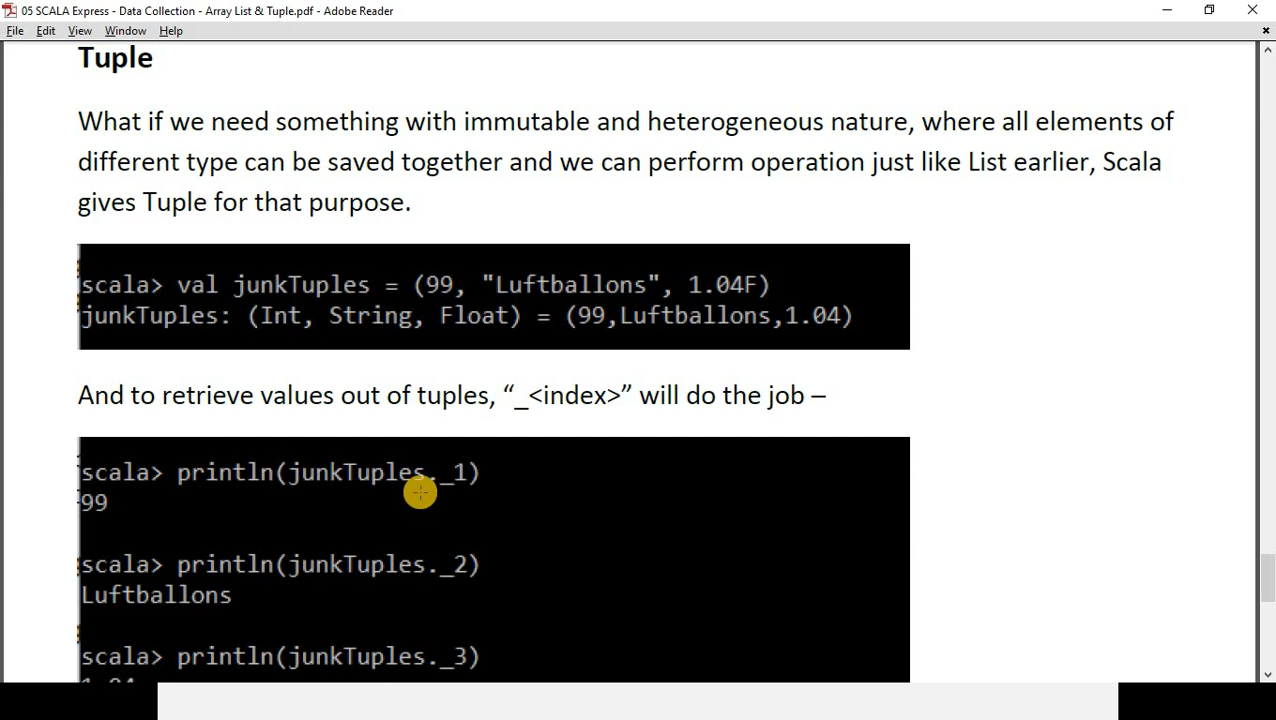 05 SCALA Express - Data Collection - Array List & Tuple.pdf - Adobe Reader
File Edit View Window Help
Tuple
What if we need something with immutable and heterogeneous nature, where all elements of
different type can be saved together and we can perform operation just like List earlier, Scala
gives Tuple for that purpose.
scala> val junkTuples = (99, "Luftballons", 1.04F)
junkTuples: (Int, String, Float) = (99,Luftballons,1.04)
And to retrieve values out of tuples, “_<index>” will do the job –
scala> println(junkTuples._1)
99
scala> println(junkTuples._2)
Luftballons
scala> println(junkTuples._3)
1.04